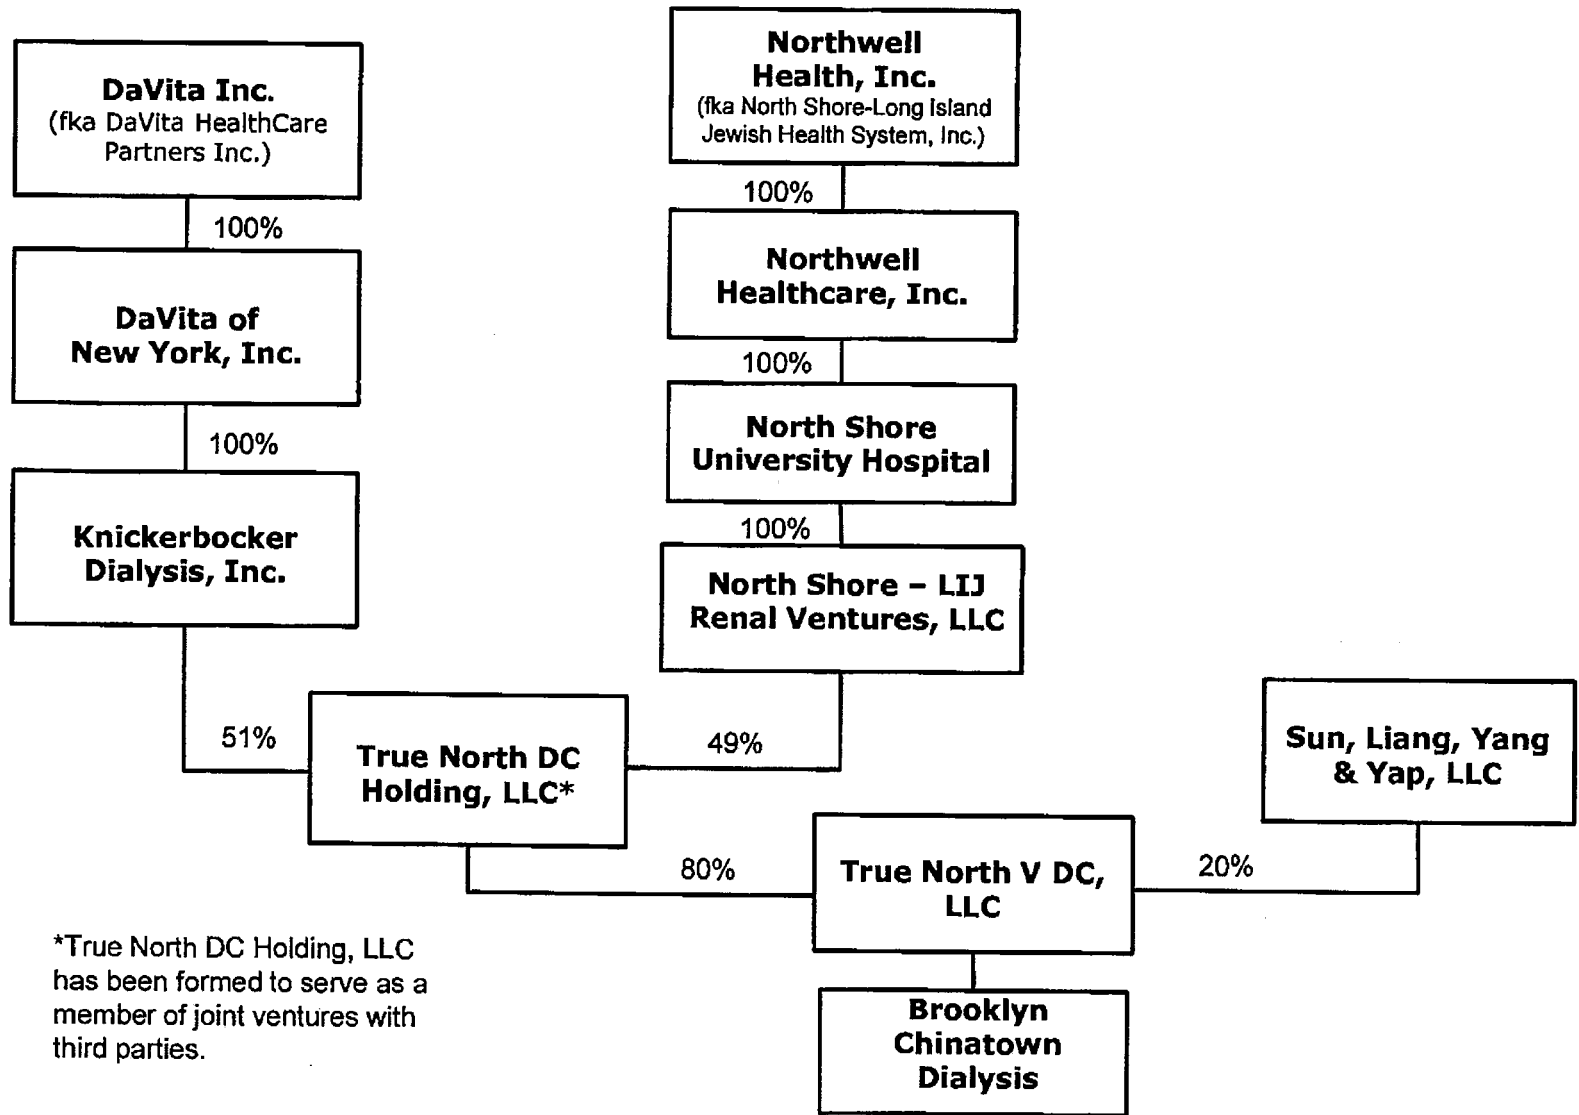 DaVita Inc.
(fka DaVita HealthCare
Partners Inc.)
100%
DaVita of
New York, Inc.
100%
Knickerbocker
Dialysis, Inc.
51%
Northwell
Health, Inc.
(fka North Shore-Long Island
Jewish Health System, Inc.)
100%
Northwell
Healthcare, Inc.
100%
North Shore
University Hospital
100%
North Shore – LIJ
Renal Ventures, LLC
49%
True North DC
Holding, LLC*
80%
Sun, Liang, Yang
& Yap, LLC
20%
True North V DC,
LLC
Brooklyn
Chinatown
Dialysis
*True North DC Holding, LLC
has been formed to serve as a
member of joint ventures with
third parties.